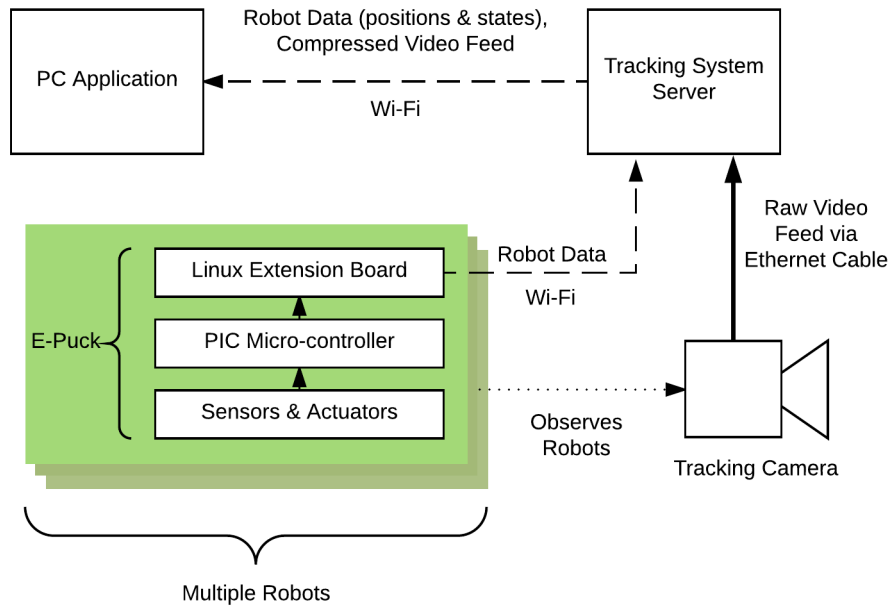 Robot Data (positions & states),
Compressed Video Feed
PC Application
Wi-Fi
Tracking System
Server
Raw Video
Feed via
Ethernet Cable
Robot Data
Wi-Fi
E-Puck
Linux Extension Board
PIC Micro-controller
Sensors & Actuators
Observes
Robots
Tracking Camera
Multiple Robots